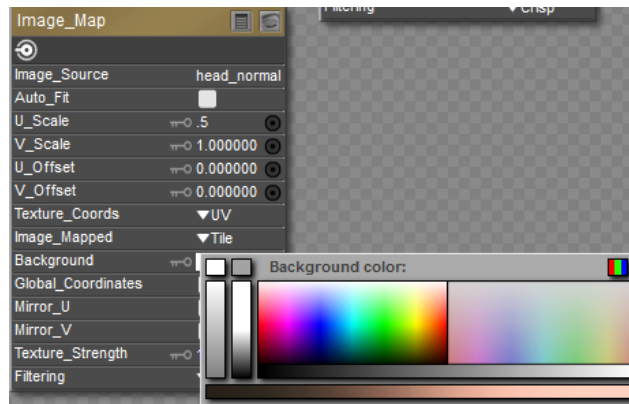 Image_Map
Filtering
Crisp
Image_Source head_normal
Auto_Fit
U_Scale .5
V_Scale 1.000000
U_Offset 0.000000
V_Offset 0.000000
Texture_Coords UV
Image_Mapped Tile
Background
Background color:
Global_Coordinates
Mirror_U
Mirror_V
Texture_Strength
Filtering